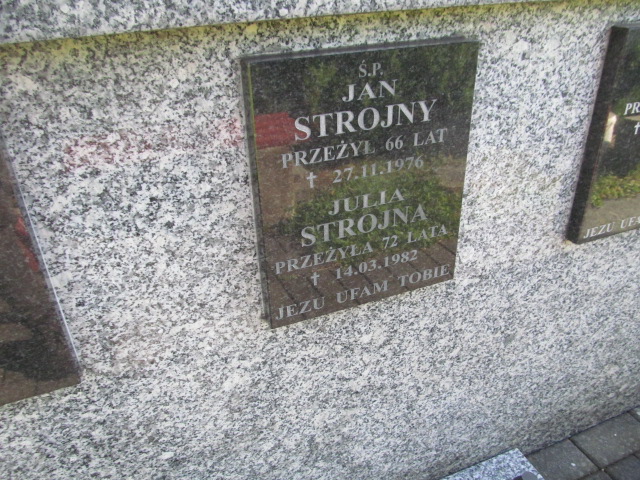 Ś.P.
JAN
STROJNY
PRZEŻYŁ 66 LAT
† 27.11.1976
JULIA
STROJNA
PRZEŻYŁA 72 LATA
† 14.03.1982
JEZU UFAM TOBIE
JEZU